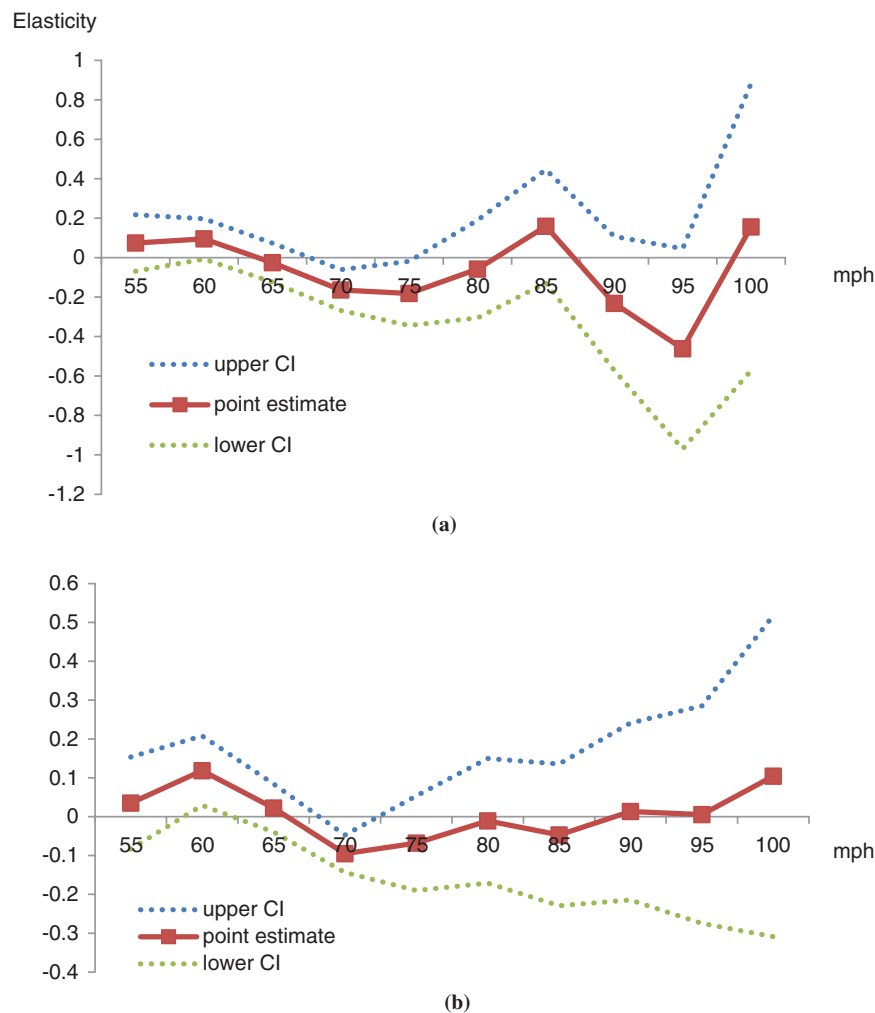 Elasticity
1
0.8
0.6
0.4
0.2
0
-0.2
-0.4
-0.6
-0.8
-1
-1.2
55 60 65 70 75 80 85 90 95 100
mph
upper CI
point estimate
lower CI
(a)
0.6
0.5
0.4
0.3
0.2
0.1
0
-0.1
-0.2
-0.3
-0.4
55 60 65 70 75 80 85 90 95 100
mph
upper CI
point estimate
lower CI
(b)